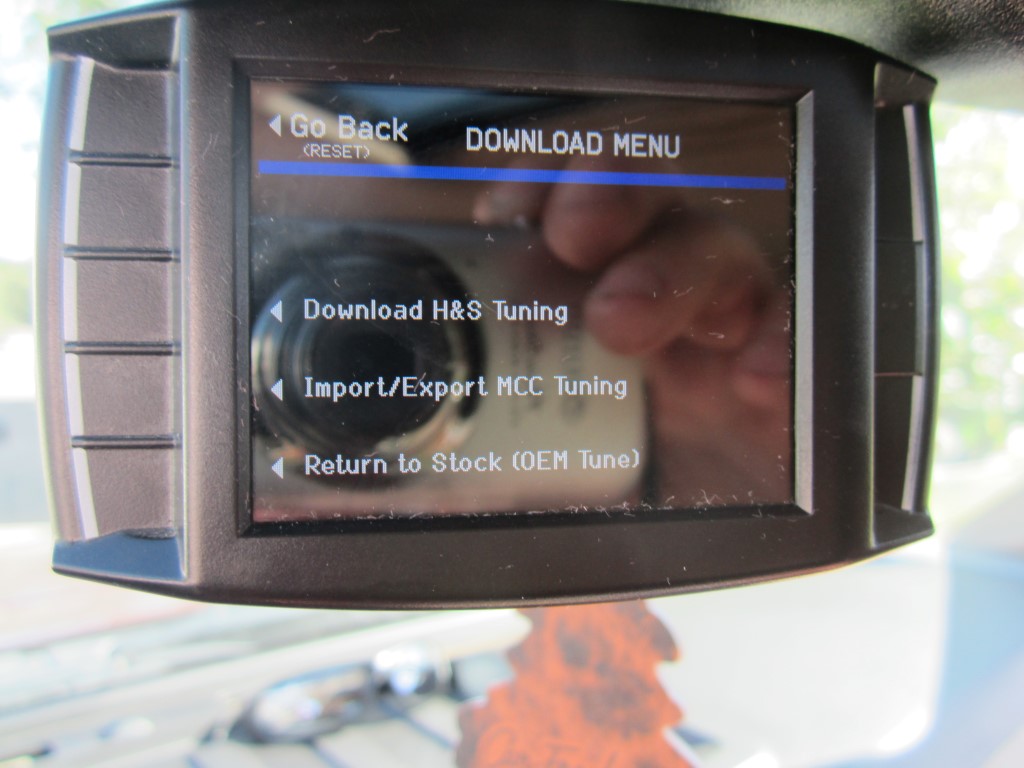 Go Back
(RESET)
DOWNLOAD MENU
Download H&S Tuning
Import/Export MCC Tuning
Return to Stock (OEM Tune)